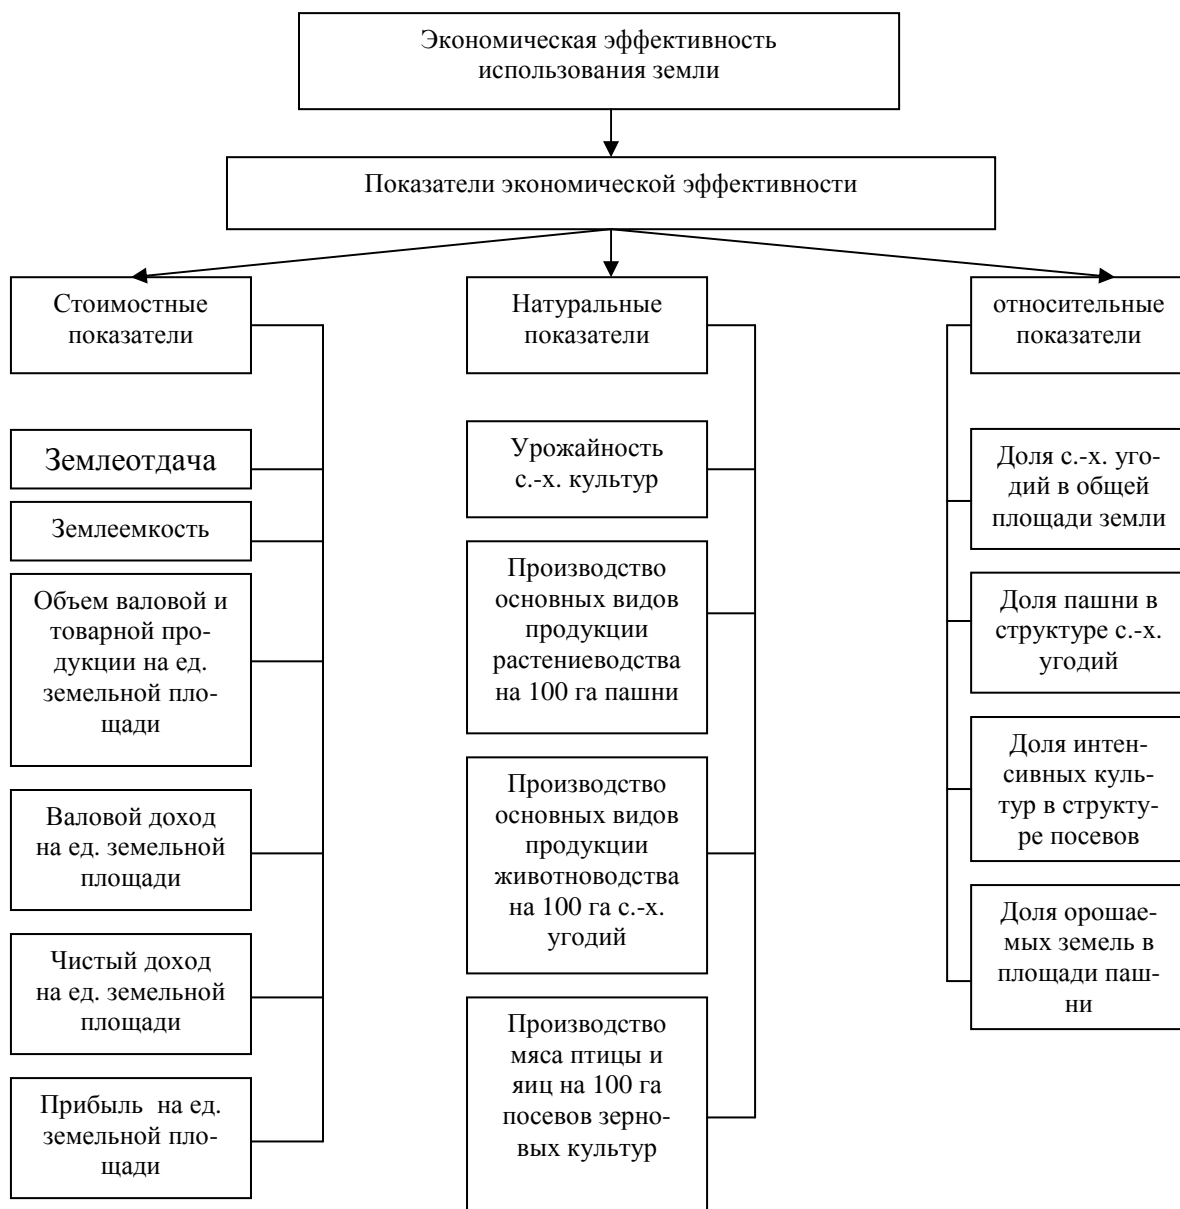 Экономическая эффективность
использования земли
Показатели экономической эффективности
Стоимостные
показатели
Землеотдача
Землеемкость
Объем валовой и
товарной про-
дукции на ед.
земельной пло-
щади
Валовой доход
на ед. земельной
площади
Чистый доход
на ед. земельной
площади
Прибыль на ед.
земельной пло-
щади
Натуральные
показатели
Урожайность
с.-х. культур
Производство
основных видов
продукции
растениеводства
на 100 га пашни
Производство
основных видов
продукции
животноводства
на 100 га с.-х.
угодий
Производство
мяса птицы и
яиц на 100 га
посевов зерно-
вых культур
относительные
показатели
Доля с.-х. уго-
дий в общей
площади земли
Доля пашни в
структуре с.-х.
угодий
Доля интен-
сивных куль-
тур в структу-
ре посевов
Доля орошае-
мых земель в
площади паш-
ни